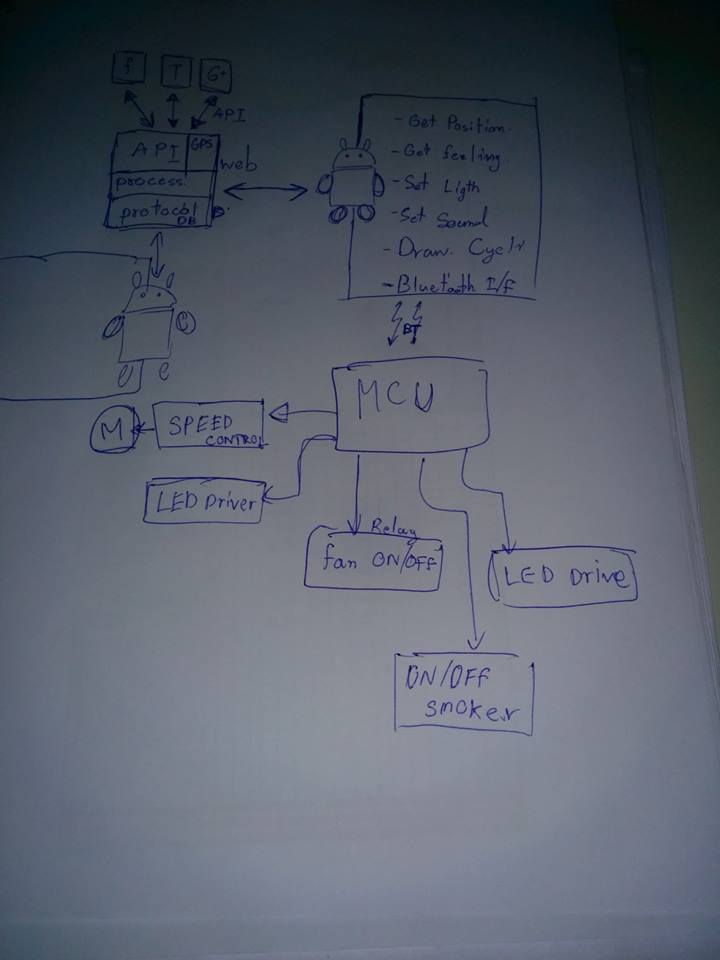 f T G+
API
API GPS
web
process
protocol
DB
- Get Position
- Get feeling
- Set Ligth
- Set Sound
- Draw
- Bluetooth I/f
BT
MCU
M
SPEED
CONTROL
LED Driver
Relay
fan ON/OFF
LED Drive
ON/OFF
smoker